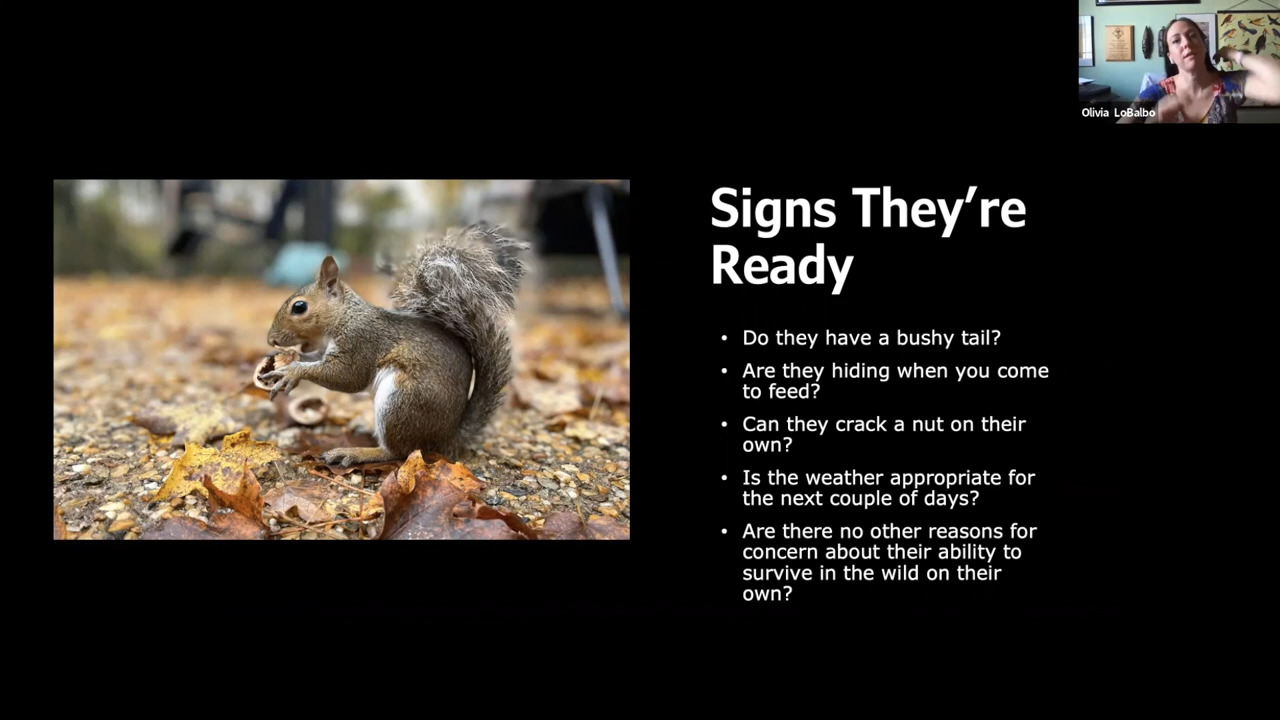 Olivia LoBalbo
Signs They’re
Ready
• Do they have a bushy tail?
• Are they hiding when you come
to feed?
• Can they crack a nut on their
own?
• Is the weather appropriate for
the next couple of days?
• Are there no other reasons for
concern about their ability to
survive in the wild on their
own?